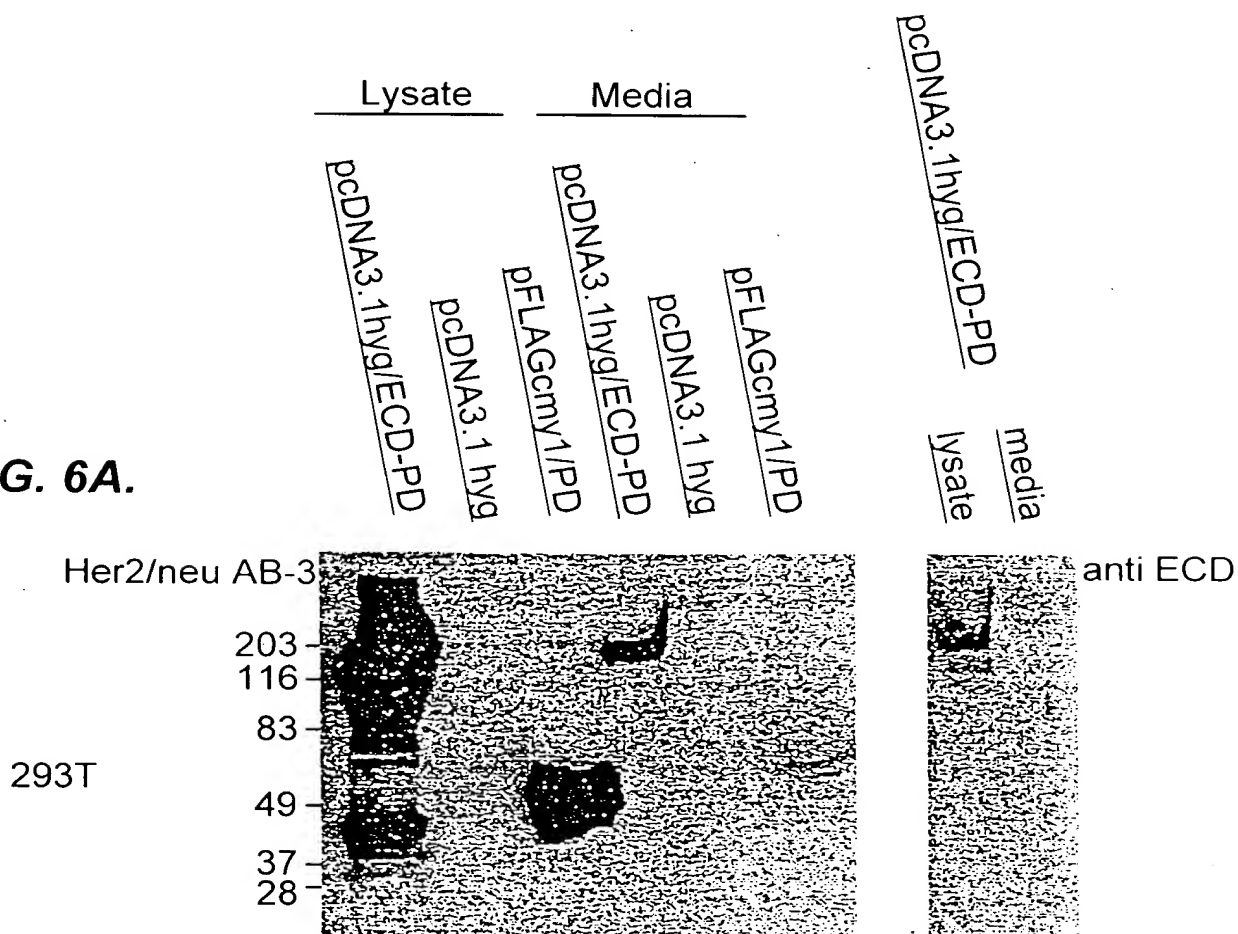 Lysate
Media
pcDNA3.1hyg/ECD-PD
pcDNA3.1 hyg
pFLAGcmy1/PD
pcDNA3.1hyg/ECD-PD
pcDNA3.1 hyg
pFLAGcmy1/PD
pcDNA3.1hyg/ECD-PD
lysate
media
G. 6A.
Her2/neu AB-3
anti ECD
203
116
83
293T
49
37
28